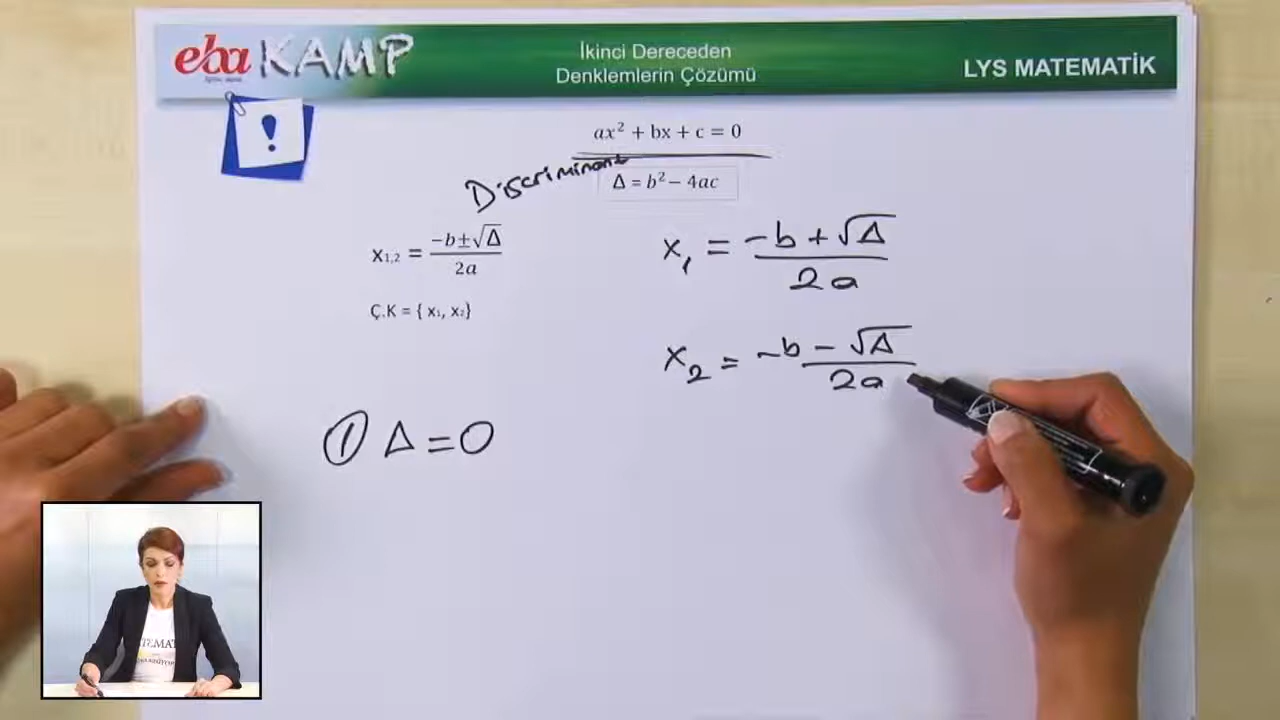 eba KAMP
İkinci Dereceden
Denklemlerin Çözümü
LYS MATEMATİK
!
ax² + bx + c = 0
Discriminant
Δ = b² − 4ac
x₁,₂ = (−b±√Δ)/(2a)
Ç.K = { x₁, x₂}
x₁ = (−b + √Δ)/(2a)
x₂ = (−b − √Δ)/(2a)
① Δ = 0